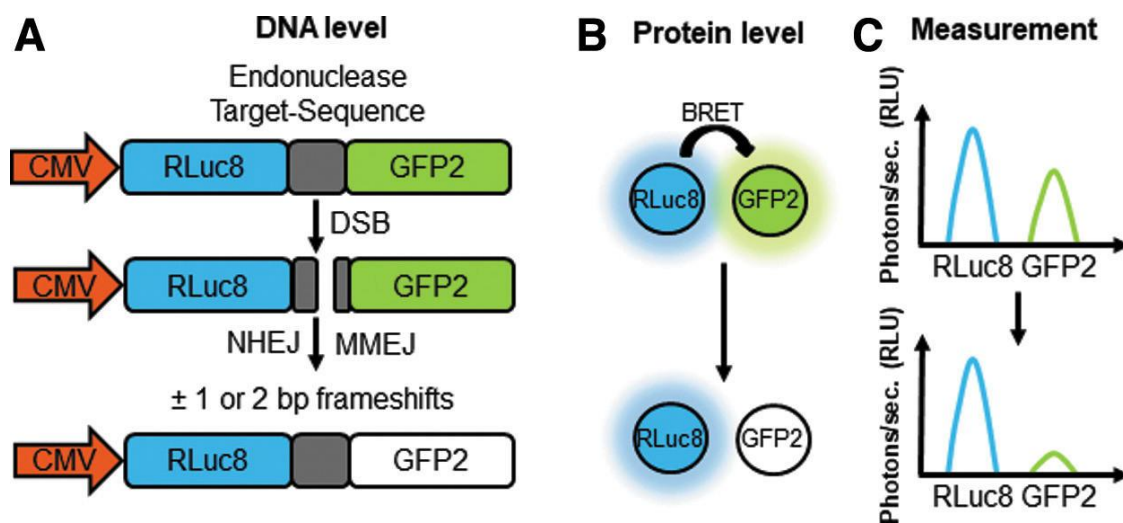 A
DNA level
Endonuclease
Target-Sequence
CMV RLuc8 GFP2
DSB
CMV RLuc8 GFP2
NHEJ MMEJ
± 1 or 2 bp frameshifts
CMV RLuc8 GFP2
B
Protein level
BRET
RLuc8 GFP2
RLuc8 GFP2
C
Measurement
Photons/sec. (RLU)
RLuc8 GFP2
Photons/sec. (RLU)
RLuc8 GFP2